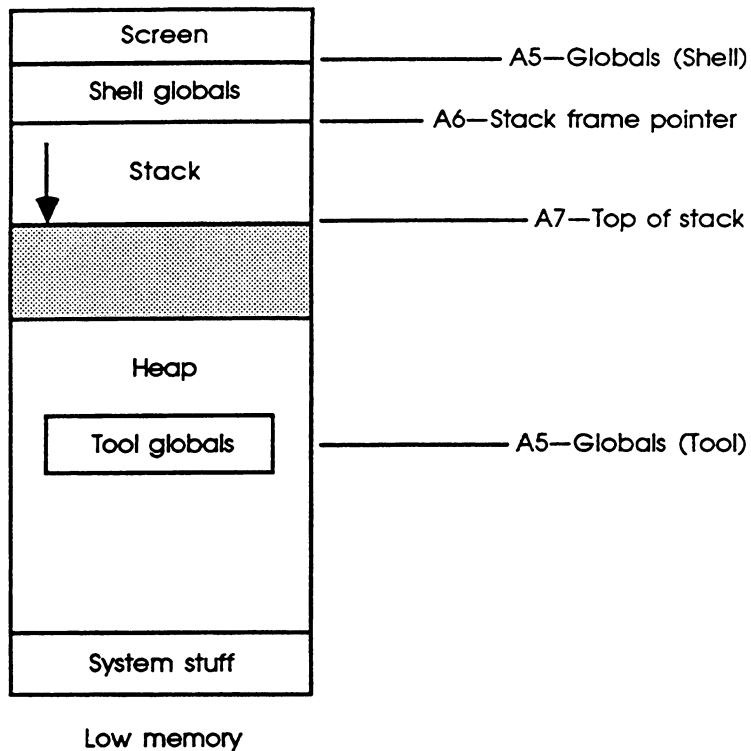 Screen
A5—Globals (Shell)
Shell globals
A6—Stack frame pointer
Stack
A7—Top of stack
Heap
Tool globals
A5—Globals (Tool)
System stuff
Low memory